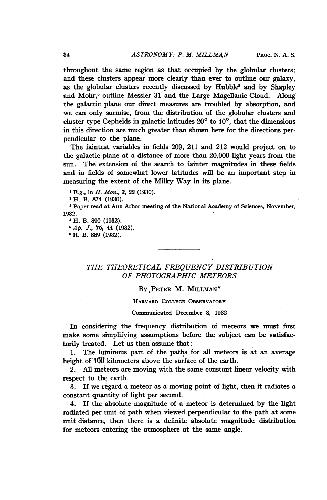 34 ASTRONOMY: P. M. MILLMAN PROC. N. A. S.
throughout the same region as that occupied by the globular clusters;
and these clusters appear more clearly than ever to outline our galaxy,
as the globular clusters recently discussed by Hubble and by Shapley
and Mohr, outline Messier 31 and the Large Magellanic Cloud. Along
the galactic plane our direct measures are troubled by absorption, and
we can only surmise, from the distribution of the globular clusters and
cluster type Cepheids in galactic latitudes 20° to 10°, that the dimensions
in this direction are much greater than shown here for the directions per-
pendicular to the plane.
The faintest variables in fields 209, 211 and 212 would project on to
the galactic plane at a distance of more than 20,000 light years from the
sun. The extension of the search to fainter magnitudes in these fields
and in fields of somewhat lower latitudes will be an important step in
measuring the extent of the Milky Way in its plane.
in H. Mon., 2, 22 (1930).
H. B. 874 (1930).
Paper read at Ann Arbor meeting of the National Academy of Sciences, November,
1932.
H. B. 890 (1932).
Ap. J., 76, 44 (1932).
H. B. 889 (1932).
THE THEORETICAL FREQUENCY DISTRIBUTION
OF PHOTOGRAPHIC METEORS
BY PETER M. MILLMAN*
HARVARD COLLEGE OBSERVATORY
Communicated December 3, 1932
In considering the frequency distribution of meteors we must first
make some simplifying assumptions before the subject can be satisfac-
torily treated. Let us then assume that:
1. The luminous part of the paths for all meteors is at an average
height of 100 kilometers above the surface of the earth.
2. All meteors are moving with the same constant linear velocity with
respect to the earth.
3. If we regard a meteor as a moving point of light, then it radiates a
constant quantity of light per second.
4. If the absolute magnitude of a meteor is determined by the light
radiated per unit of path when viewed perpendicular to the path at some
unit distance, then there is a definite absolute magnitude distribution
for meteors entering the atmosphere at the same angle.